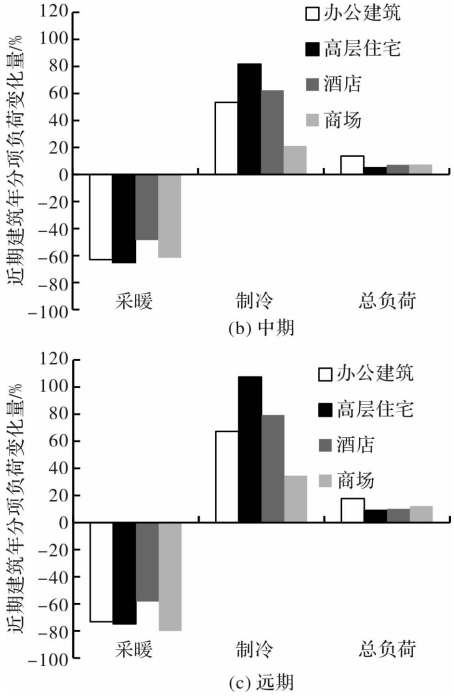 近期建筑年分项负荷变化量/%
120
100
80
60
40
20
0
-20
-40
-60
-80
-100
办公建筑
高层住宅
酒店
商场
采暖 制冷 总负荷
(b) 中期
近期建筑年分项负荷变化量/%
120
100
80
60
40
20
0
-20
-40
-60
-80
-100
办公建筑
高层住宅
酒店
商场
采暖 制冷 总负荷
(c) 远期